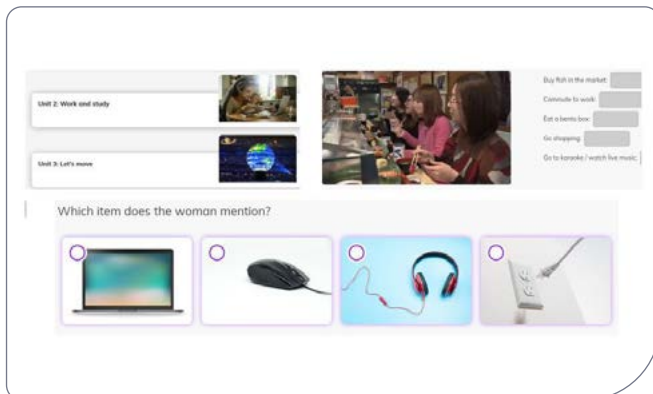 Unit 2: Work and study
Unit 3: Let's move
Buy fish in the market:
Commute to work:
Eat a bento box:
Go shopping:
Go to karaoke / watch live music:
Which item does the woman mention?